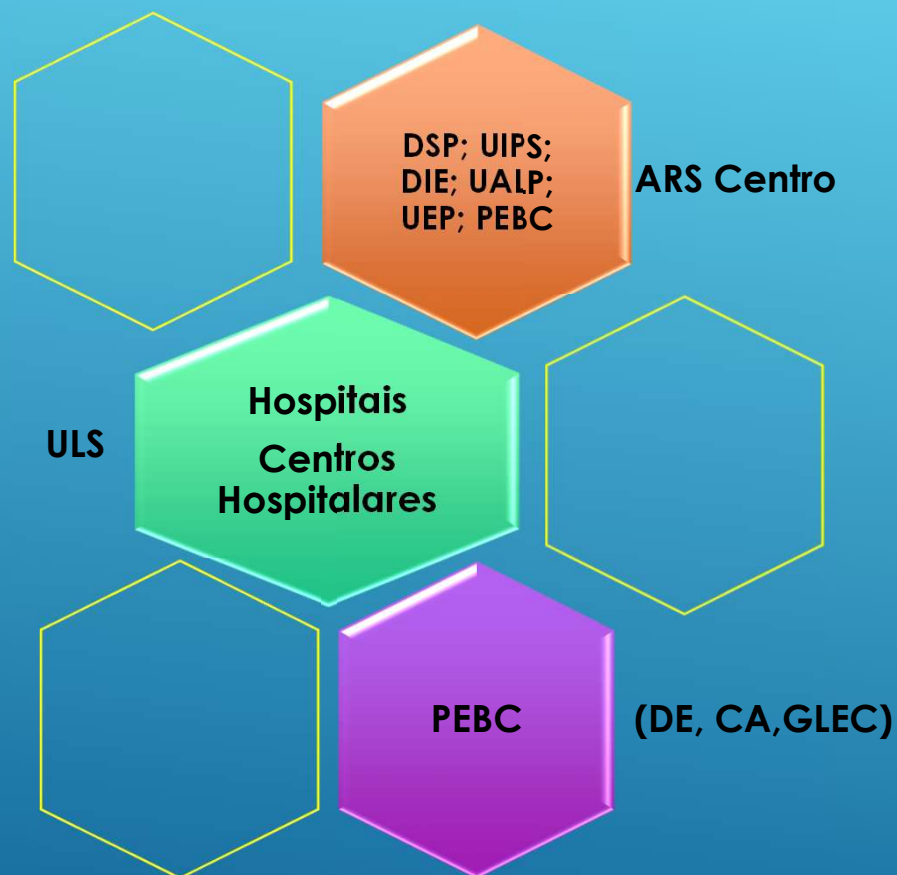 DSP; UIPS;
DIE; UALP;
UEP; PEBC
ARS Centro
ULS
Hospitais
Centros
Hospitalares
PEBC
(DE, CA,GLEC)